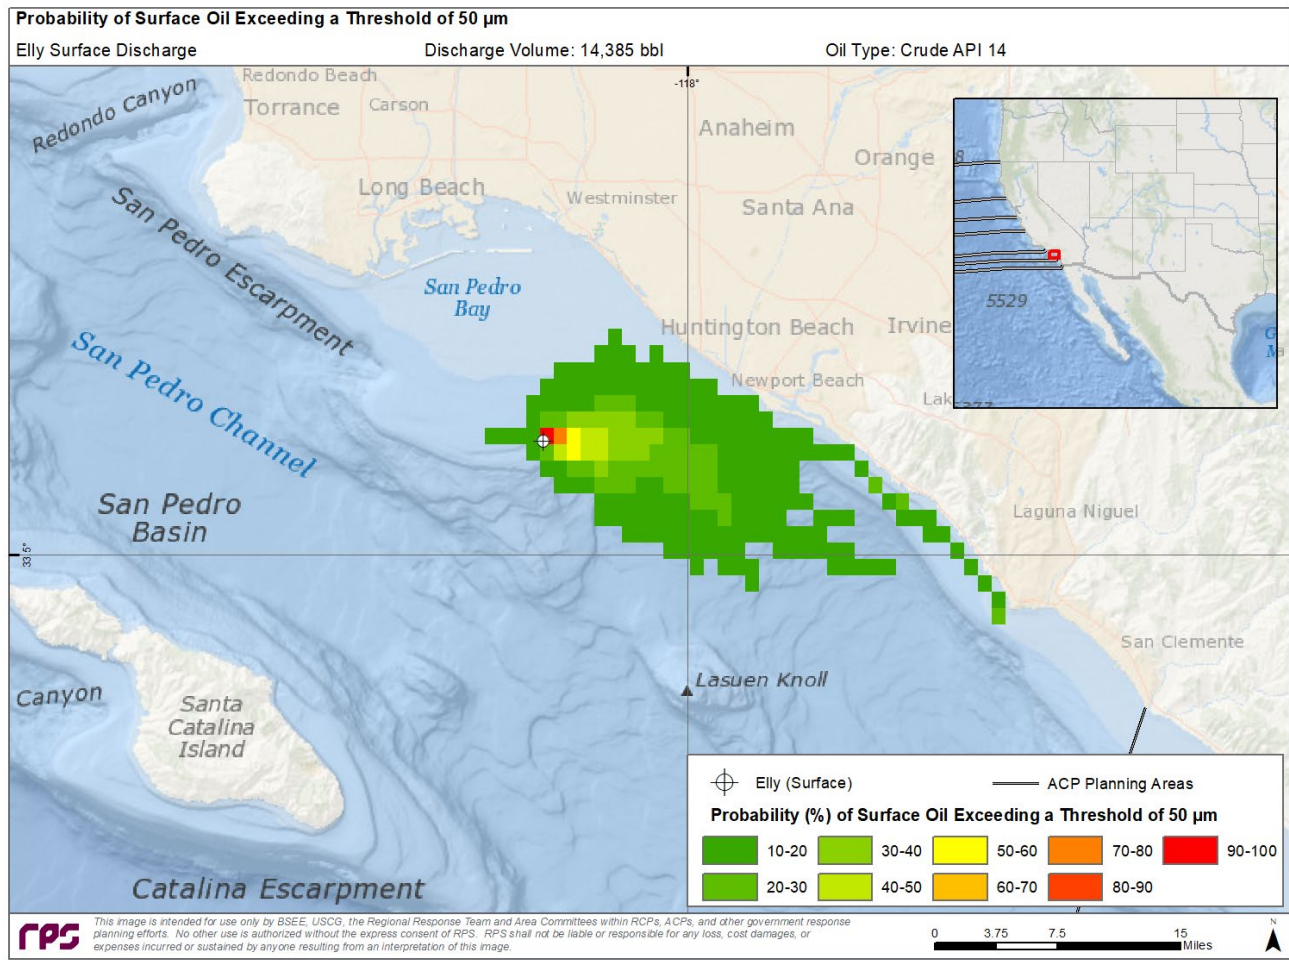 Probability of Surface Oil Exceeding a Threshold of 50 µm
Elly Surface Discharge
Discharge Volume: 14,385 bbl
Oil Type: Crude API 14
-118°
Redondo Beach
Redondo Canyon
Torrance
Carson
Anaheim
Orange
8
Long Beach
Westminster
Santa Ana
San Pedro Escarpment
San Pedro
Bay
5529
Huntington Beach
Irvine
San Pedro Channel
Newport Beach
Lak
San Pedro
Basin
Laguna Niguel
33.5°
San Clemente
Canyon
Santa
Catalina
Island
Lasuen Knoll
Catalina Escarpment
Elly (Surface)
ACP Planning Areas
Probability (%) of Surface Oil Exceeding a Threshold of 50 µm
10-20
30-40
50-60
70-80
90-100
20-30
40-50
60-70
80-90
rps
This image is intended for use only by BSEE, USCG, the Regional Response Team and Area Committees within RCPs, ACPs, and other government response
planning efforts. No other use is authorized without the express consent of RPS. RPS shall not be liable or responsible for any loss, cost damages, or
expenses incurred or sustained by anyone resulting from an interpretation of this image.
0 3.75 7.5 15
Miles
N